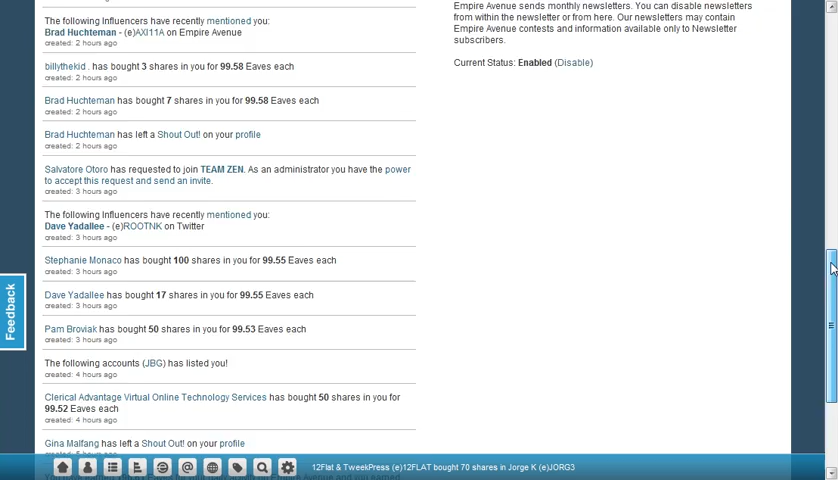 The following Influencers have recently mentioned you:
Brad Huchteman - (e)AXI11A on Empire Avenue
created: 2 hours ago
billythekid . has bought 3 shares in you for 99.58 Eaves each
created: 2 hours ago
Brad Huchteman has bought 7 shares in you for 99.58 Eaves each
created: 2 hours ago
Brad Huchteman has left a Shout Out! on your profile
created: 2 hours ago
Salvatore Otoro has requested to join TEAM ZEN. As an administrator you have the power
to accept this request and send an invite.
created: 3 hours ago
The following Influencers have recently mentioned you:
Dave Yadallee - (e)ROOTNK on Twitter
created: 3 hours ago
Stephanie Monaco has bought 100 shares in you for 99.55 Eaves each
created: 3 hours ago
Dave Yadallee has bought 17 shares in you for 99.55 Eaves each
created: 3 hours ago
Pam Broviak has bought 50 shares in you for 99.53 Eaves each
created: 3 hours ago
The following accounts (JBG) has listed you!
created: 4 hours ago
Clerical Advantage Virtual Online Technology Services has bought 50 shares in you for
99.52 Eaves each
created: 4 hours ago
Gina Malfang has left a Shout Out! on your profile
Empire Avenue sends monthly newsletters. You can disable newsletters
from within the newsletter or from here. Our newsletters may contain
Empire Avenue contests and information available only to Newsletter
subscribers.
Current Status: Enabled (Disable)
Feedback
12Flat & TweekPress (e)12FLAT bought 70 shares in Jorge K (e)JORG3